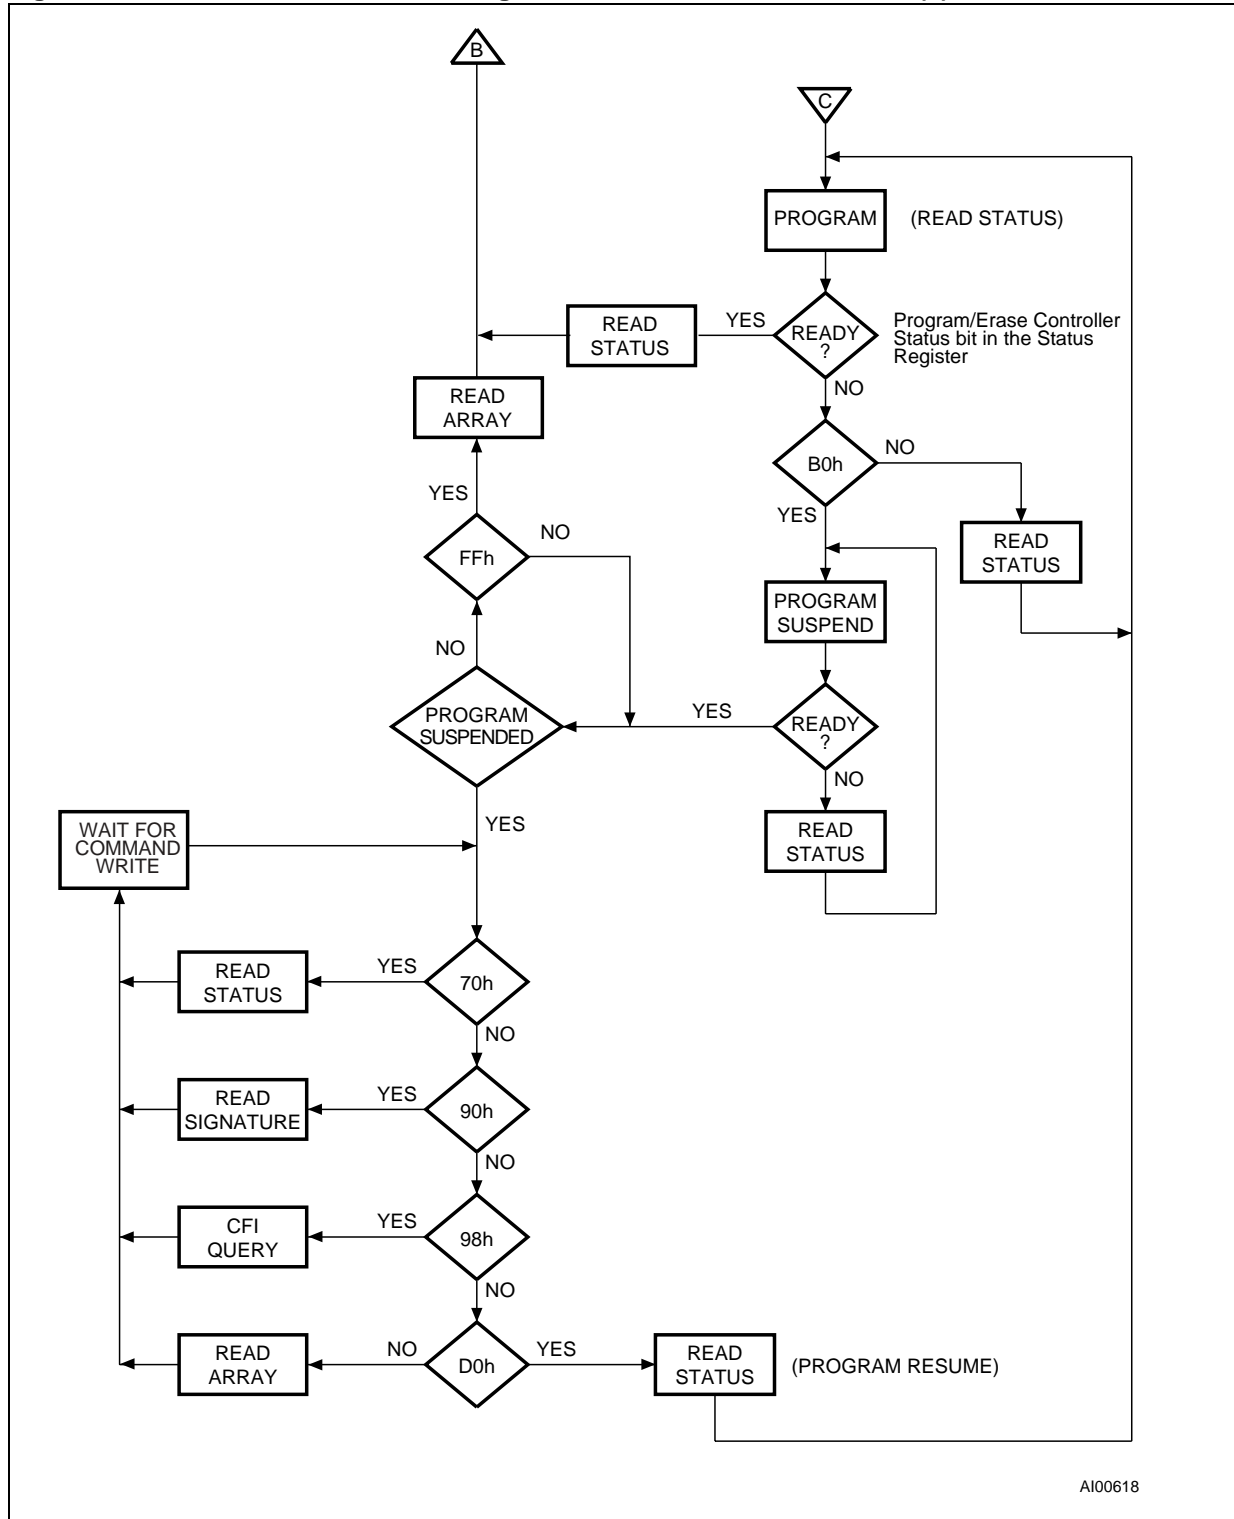 B
C
PROGRAM
(READ STATUS)
READ
STATUS
YES
READY
?
Program/Erase Controller
Status bit in the Status
Register
NO
READ
ARRAY
B0h
NO
YES
YES
FFh
NO
READ
STATUS
PROGRAM
SUSPEND
NO
PROGRAM
SUSPENDED
YES
READY
?
NO
YES
WAIT FOR
COMMAND
WRITE
READ
STATUS
READ
STATUS
YES
70h
NO
READ
SIGNATURE
YES
90h
NO
CFI
QUERY
YES
98h
NO
READ
ARRAY
NO
D0h
YES
READ
STATUS
(PROGRAM RESUME)
AI00618